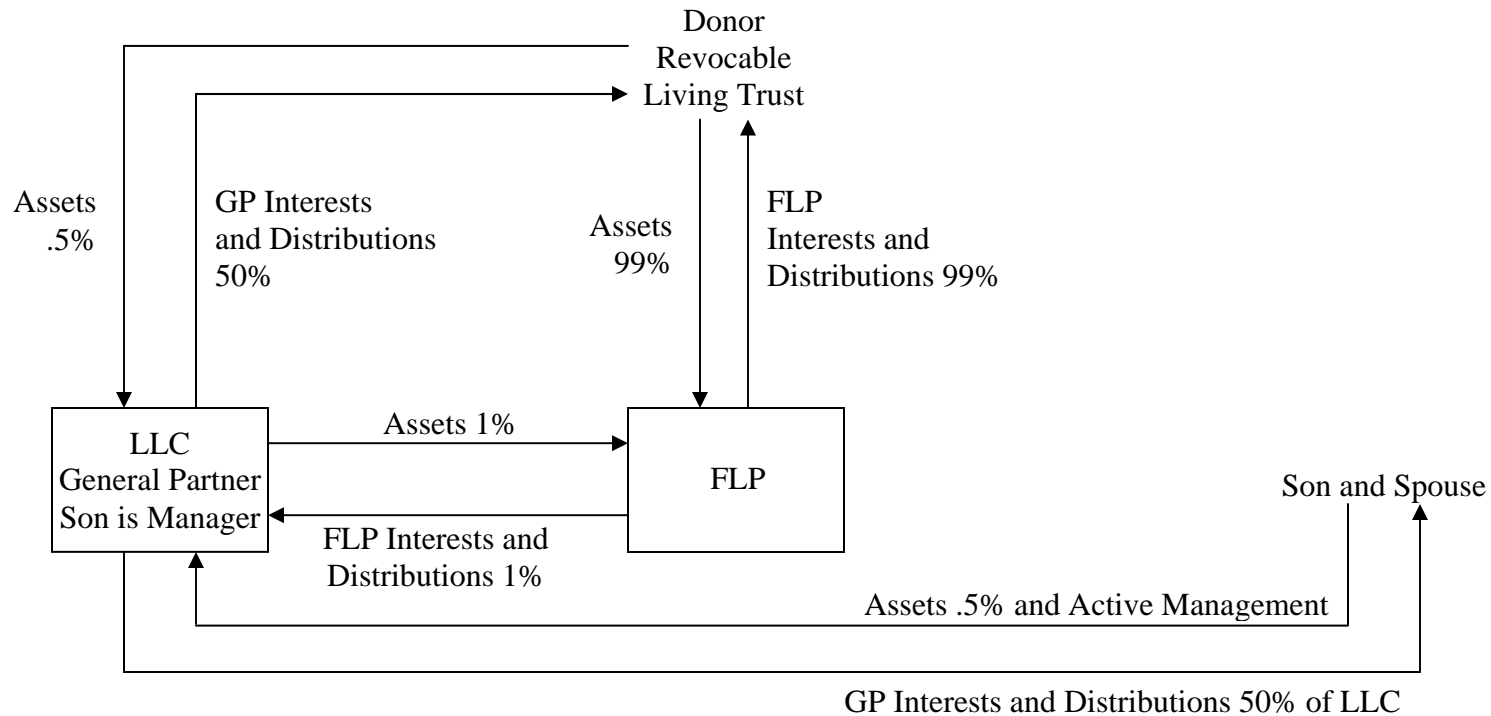 Donor
Revocable
Living Trust
Assets
.5%
GP Interests
and Distributions
50%
Assets
99%
FLP
Interests and
Distributions 99%
LLC
General Partner
Son is Manager
Assets 1%
FLP Interests and
Distributions 1%
FLP
Son and Spouse
Assets .5% and Active Management
GP Interests and Distributions 50% of LLC